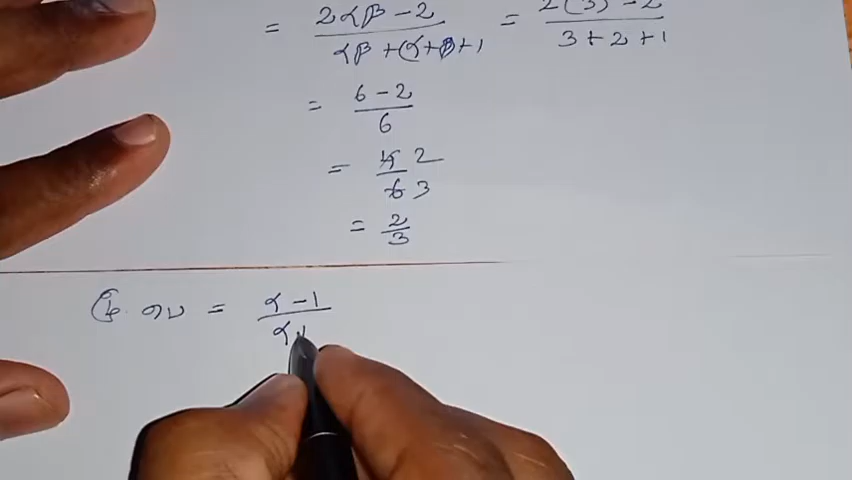 = 2αβ - 2 / αβ + (α+β)+1 = 2(3) - 2 / 3 + 2 + 1
= 6 - 2 / 6
= 4 2 / 6 3
= 2 / 3
= α - 1 / α